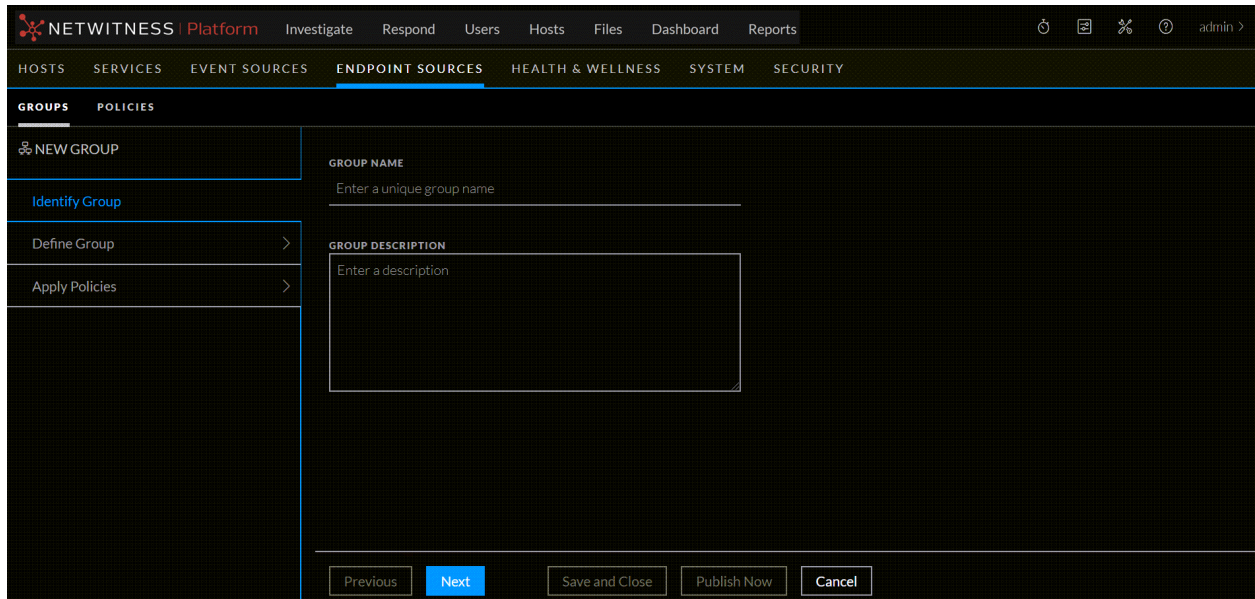 NETWITNESS Platform Investigate Respond Users Hosts Files Dashboard Reports admin >
HOSTS SERVICES EVENT SOURCES ENDPOINT SOURCES HEALTH & WELLNESS SYSTEM SECURITY
GROUPS POLICIES
NEW GROUP
Identify Group
Define Group
Apply Policies
GROUP NAME
Enter a unique group name
GROUP DESCRIPTION
Enter a description
Previous Next Save and Close Publish Now Cancel